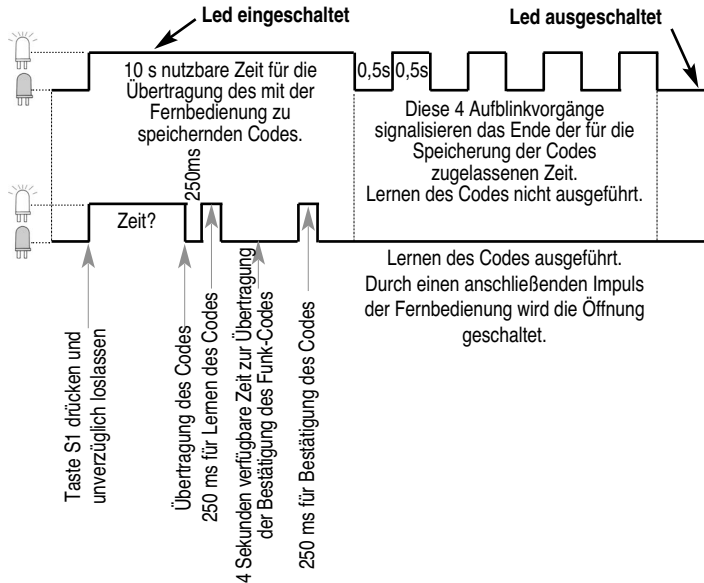 Led eingeschaltet
Led ausgeschaltet
10 s nutzbare Zeit für die
Übertragung des mit der
Fernbedienung zu
speichernden Codes.
0,5s
0,5s
Diese 4 Aufblinkvorgänge
signalisieren das Ende der für die
Speicherung der Codes
zugelassenen Zeit.
Lernen des Codes nicht ausgeführt.
250ms
Zeit?
Lernen des Codes ausgeführt.
Durch einen anschließenden Impuls
der Fernbedienung wird die Öffnung
geschaltet.
Taste S1 drücken und
unverzüglich loslassen
Übertragung des Codes
250 ms für Lernen des Codes
4 Sekunden verfügbare Zeit zur Übertragung
der Bestätigung des Funk-Codes
250 ms für Bestätigung des Codes